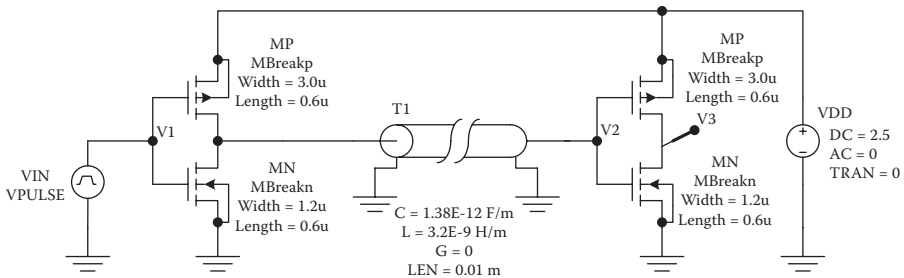 MP
MBreakp
Width = 3.0u
Length = 0.6u
V1
VIN
VPULSE
MN
MBreakn
Width = 1.2u
Length = 0.6u
T1
C = 1.38E-12 F/m
L = 3.2E-9 H/m
G = 0
LEN = 0.01 m
V2
MP
MBreakp
Width = 3.0u
Length = 0.6u
V3
MN
MBreakn
Width = 1.2u
Length = 0.6u
VDD
+
−
DC = 2.5
AC = 0
TRAN = 0